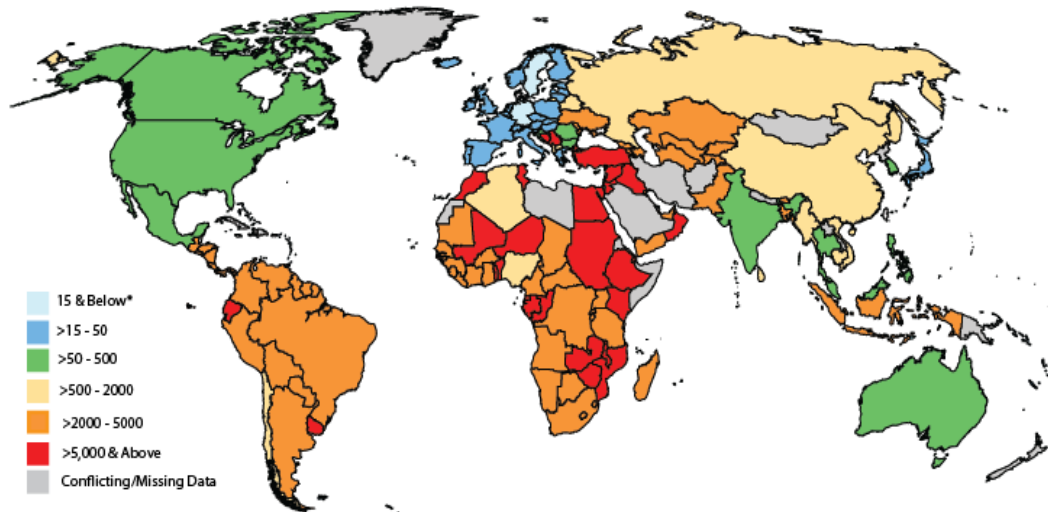 15 & Below*
>15 - 50
>50 - 500
>500 - 2000
>2000 - 5000
>5,000 & Above
Conflicting/Missing Data